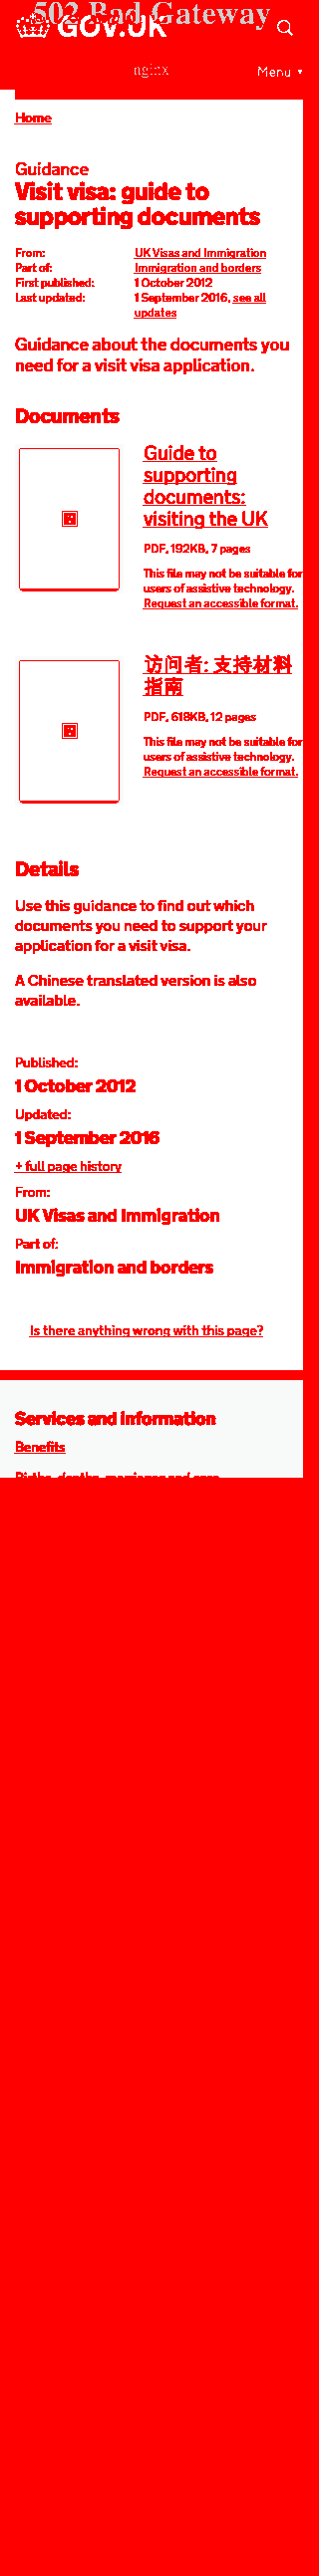 502 Bad Gateway
GOV.UK
nginx
Menu ▼
Home
Guidance
Visit visa: guide to
supporting documents
From: UK Visas and Immigration
Part of: Immigration and borders
First published: 1 October 2012
Last updated: 1 September 2016, see all
updates
Guidance about the documents you
need for a visit visa application.
Documents
Guide to
supporting
documents:
visiting the UK
PDF, 192KB, 7 pages
This file may not be suitable for
users of assistive technology.
Request an accessible format.
访问者: 支持材料
指南
PDF, 618KB, 12 pages
This file may not be suitable for
users of assistive technology.
Request an accessible format.
Details
Use this guidance to find out which
documents you need to support your
application for a visit visa.
A Chinese translated version is also
available.
Published:
1 October 2012
Updated:
1 September 2016
+ full page history
From:
UK Visas and Immigration
Part of:
Immigration and borders
Is there anything wrong with this page?
Services and information
Benefits
Births, deaths, marriages and care